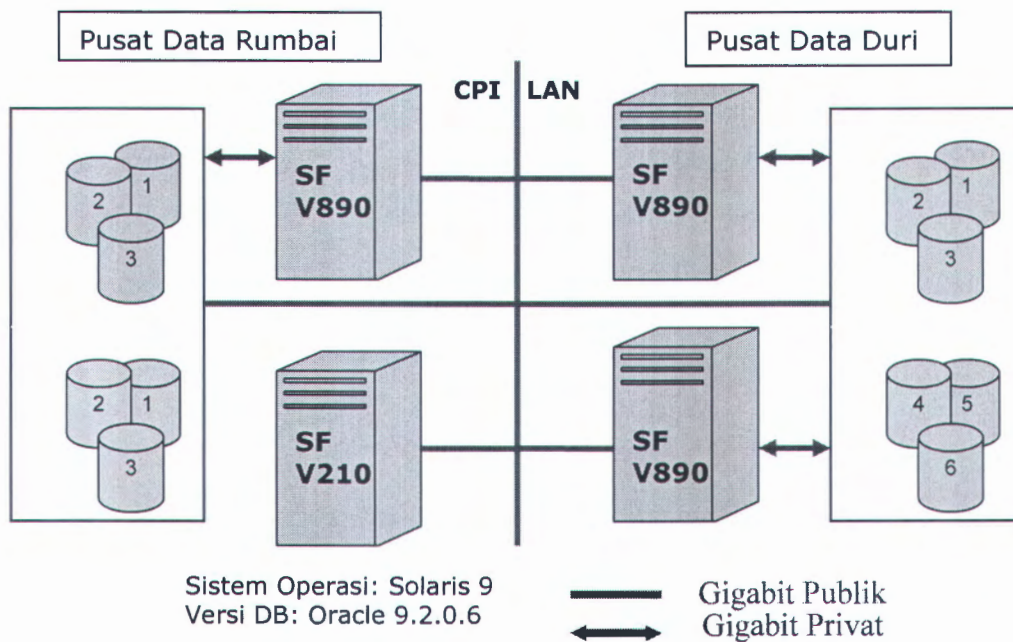 Pusat Data Rumbai
Pusat Data Duri
CPI LAN
SF
V890
SF
V890
2
1
3
2
1
3
SF
V210
SF
V890
2
1
3
4
5
6
Sistem Operasi: Solaris 9
Versi DB: Oracle 9.2.0.6
Gigabit Publik
Gigabit Privat